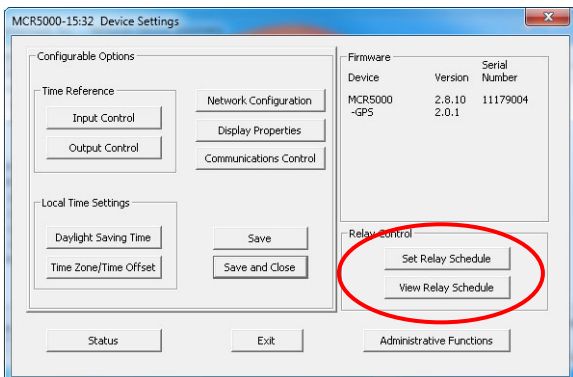 MCR5000-15:32 Device Settings
Configurable Options
Time Reference
Input Control
Output Control
Network Configuration
Display Properties
Communications Control
Local Time Settings
Daylight Saving Time
Time Zone/Time Offset
Save
Save and Close
Firmware
Device Version Serial Number
MCR5000 2.8.10 11179004
-GPS 2.0.1
Relay Control
Set Relay Schedule
View Relay Schedule
Status
Exit
Administrative Functions